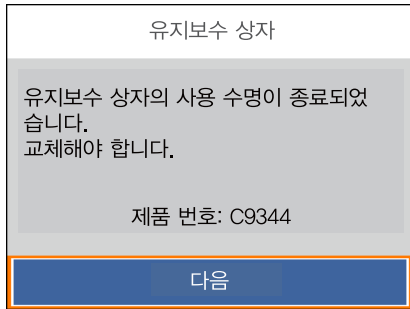 유지보수 상자
유지보수 상자의 사용 수명이 종료되었
습니다.
교체해야 합니다.
제품 번호: C9344
다음